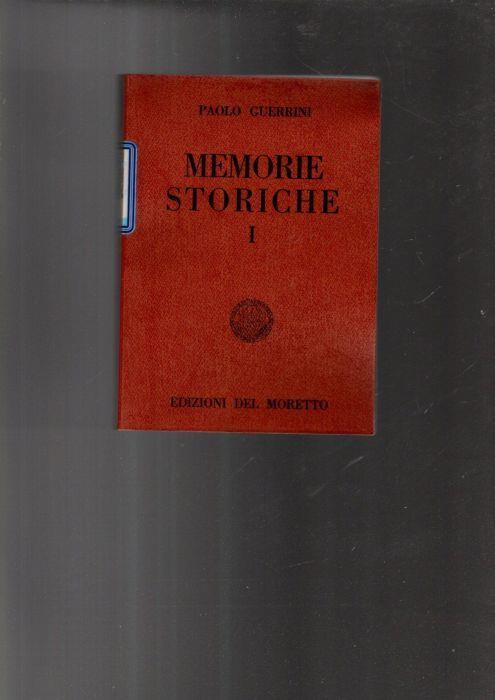 PAOLO GUERRINI
MEMORIE
STORICHE
I
EDIZIONI DEL MORETTO